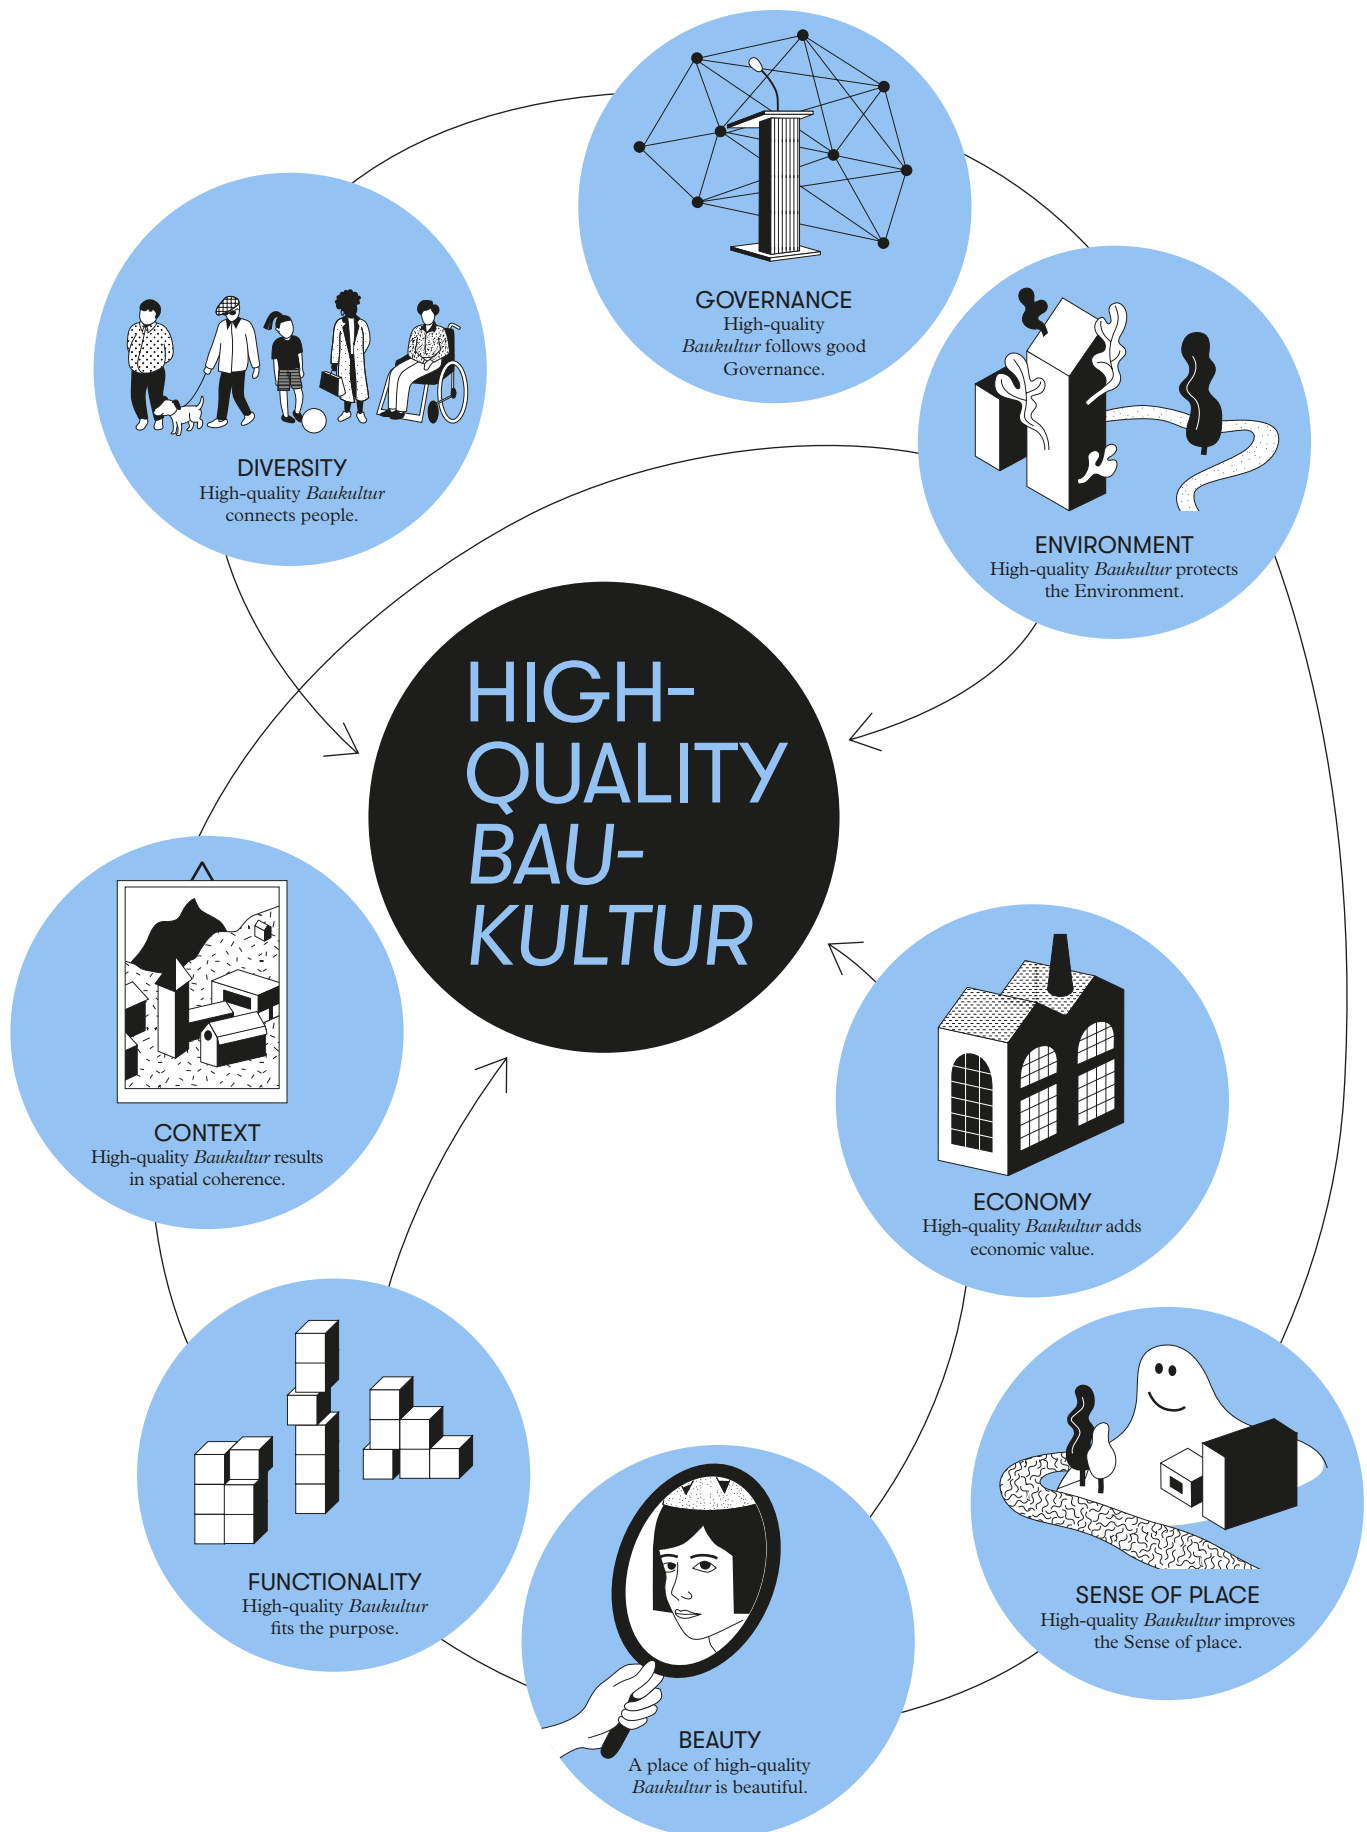 GOVERNANCE
High-quality
Baukultur follows good
Governance.
DIVERSITY
High-quality Baukultur
connects people.
ENVIRONMENT
High-quality Baukultur protects
the Environment.
HIGH-
QUALITY
BAU-
KULTUR
CONTEXT
High-quality Baukultur results
in spatial coherence.
ECONOMY
High-quality Baukultur adds
economic value.
FUNCTIONALITY
High-quality Baukultur
fits the purpose.
SENSE OF PLACE
High-quality Baukultur improves
the Sense of place.
BEAUTY
A place of high-quality
Baukultur is beautiful.